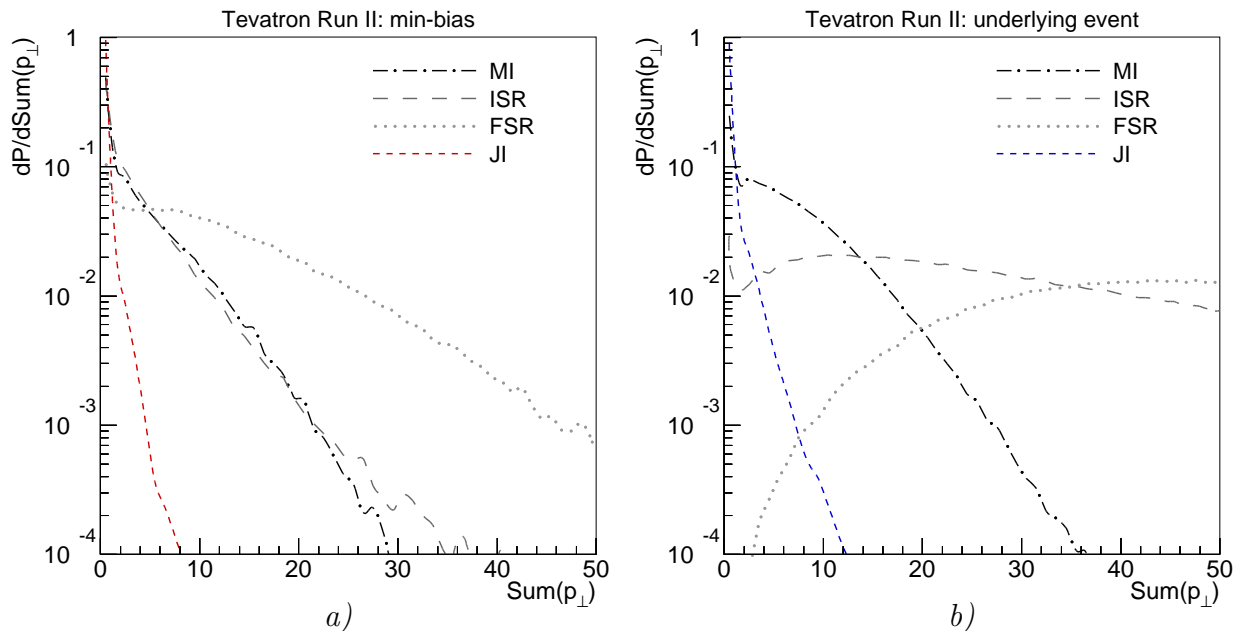 Tevatron Run II: min-bias
dP/dSum(p⊥)
1
10^-1
10^-2
10^-3
10^-4
MI
ISR
FSR
JI
0 10 20 30 40 50
Sum(p⊥)
a)
Tevatron Run II: underlying event
dP/dSum(p⊥)
1
10^-1
10^-2
10^-3
10^-4
MI
ISR
FSR
JI
0 10 20 30 40 50
Sum(p⊥)
b)